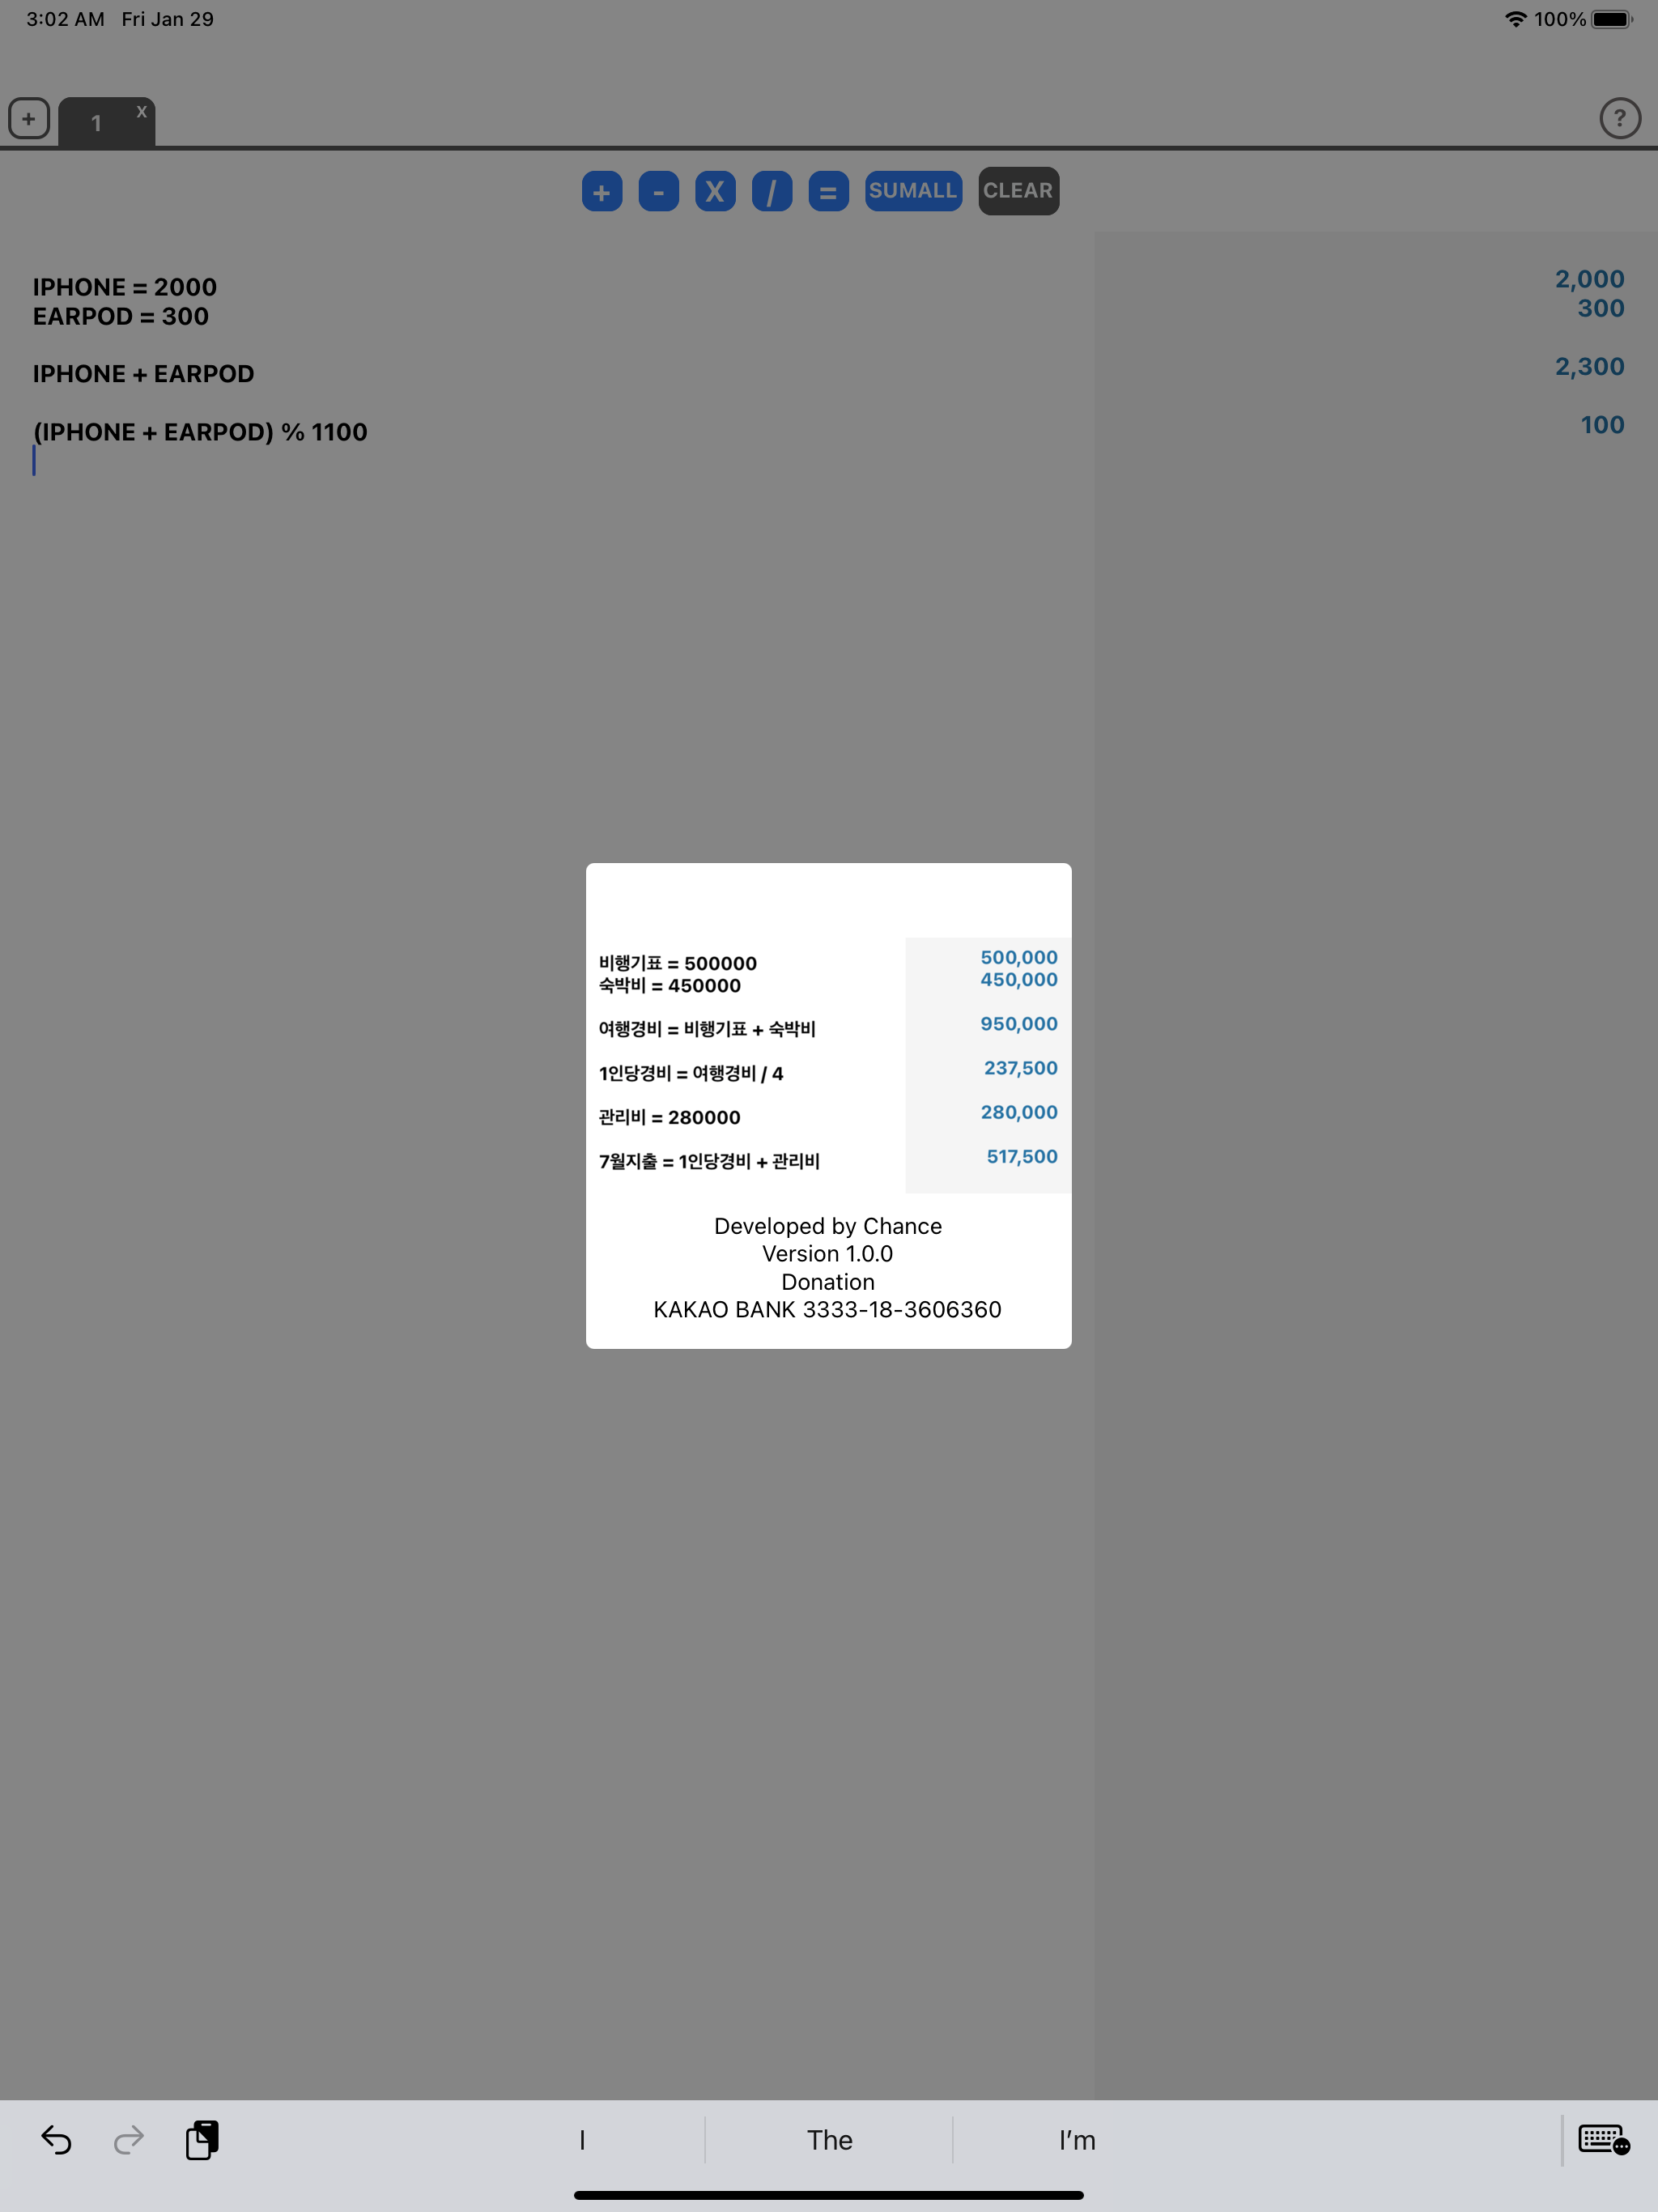 3:02 AM Fri Jan 29 100%
+ 1 X ?
+ - X / = SUMALL CLEAR
IPHONE = 2000 2,000
EARPOD = 300 300
IPHONE + EARPOD 2,300
(IPHONE + EARPOD) % 1100 100
비행기표 = 500000 500,000
숙박비 = 450000 450,000
여행경비 = 비행기표 + 숙박비 950,000
1인당경비 = 여행경비 / 4 237,500
관리비 = 280000 280,000
7월지출 = 1인당경비 + 관리비 517,500
Developed by Chance
Version 1.0.0
Donation
KAKAO BANK 3333-18-3606360
I The I’m